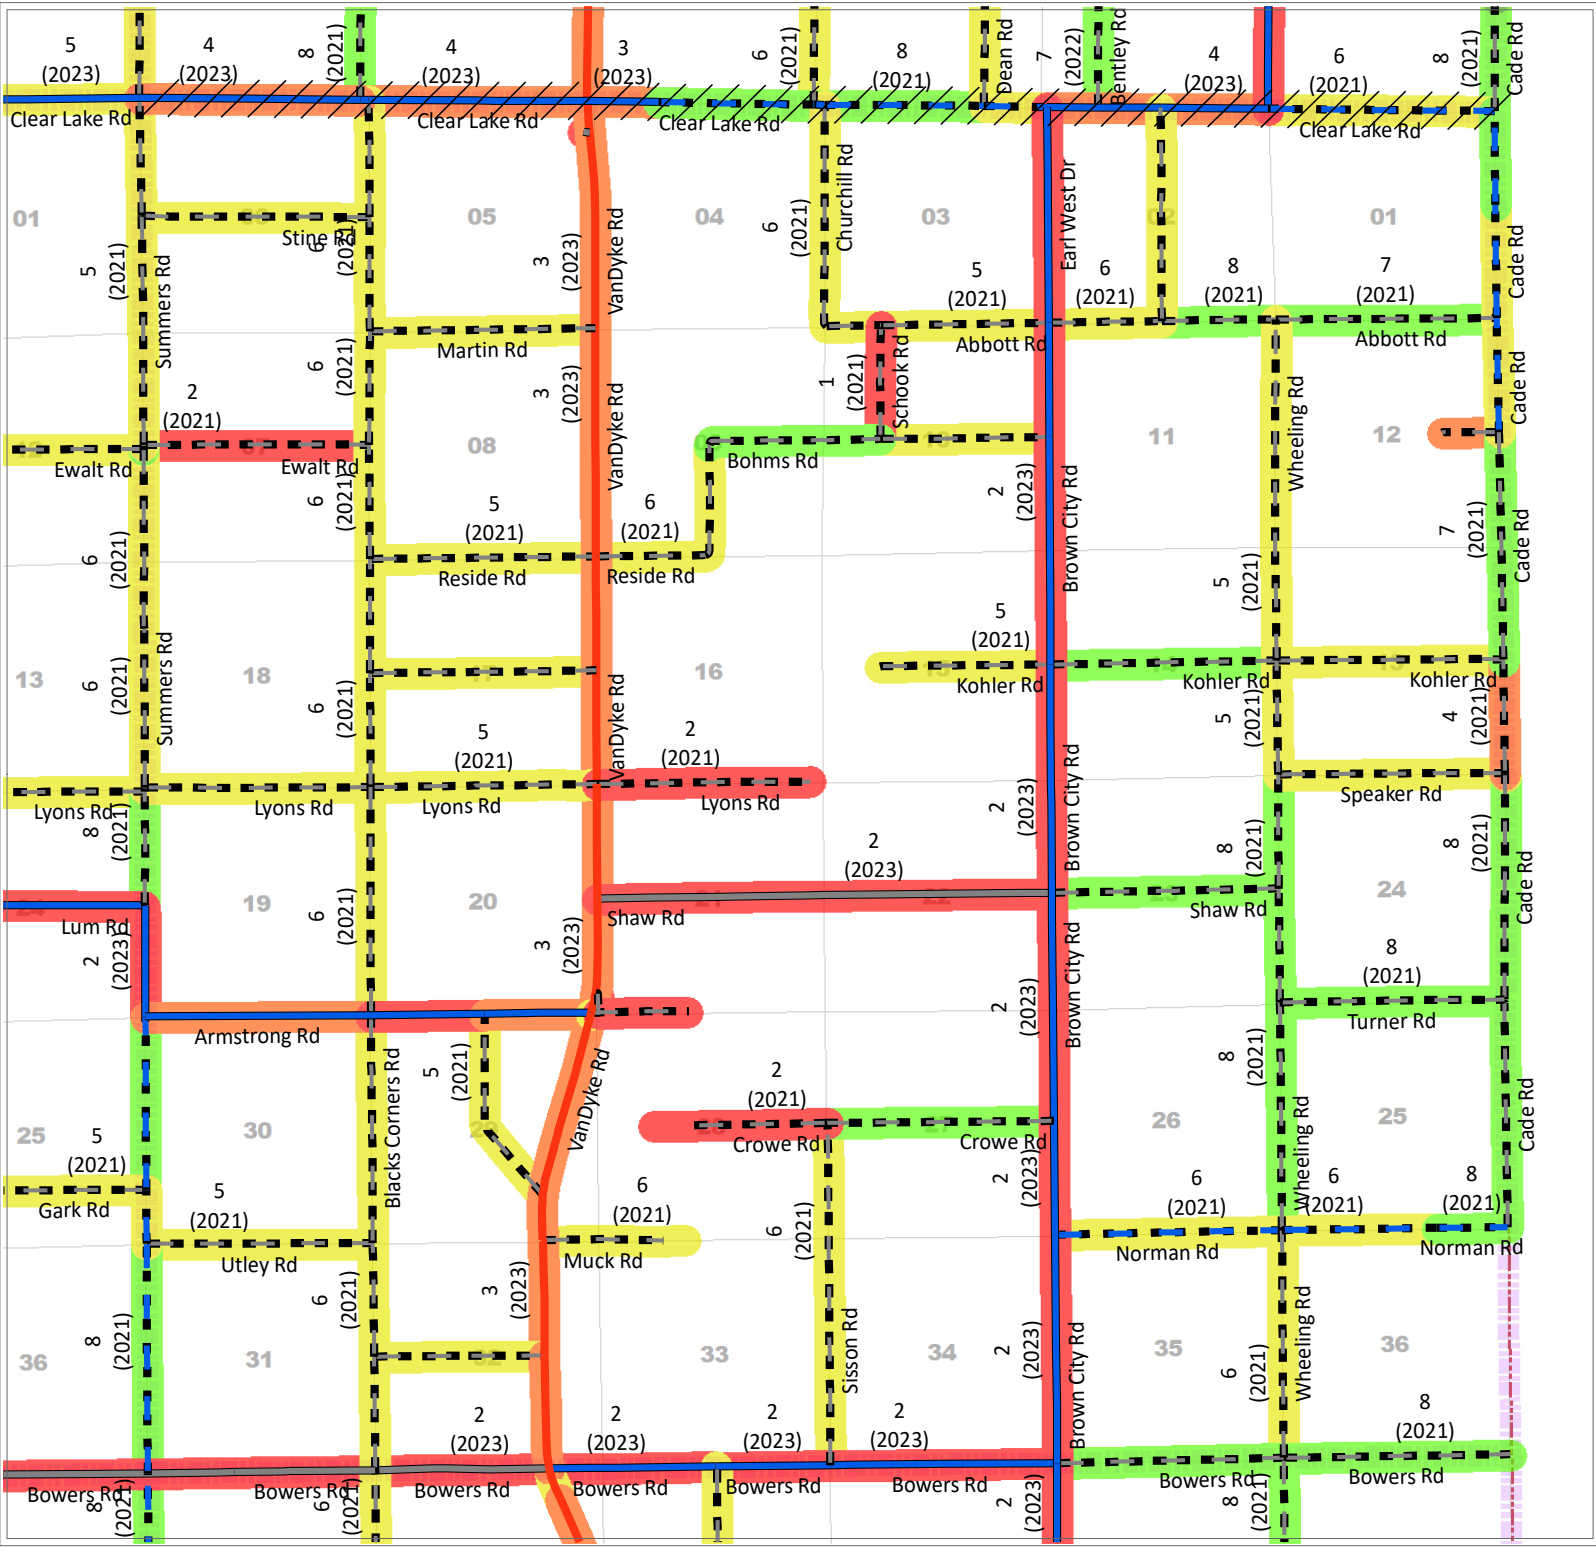 5
(2023)
4
(2023)
8
(2021)
4
(2023)
3
(2023)
6
(2021)
8
(2021)
Dean Rd
7
(2022)
Bentley Rd
4
(2023)
6
(2021)
8
(2021)
Cade Rd
Clear Lake Rd
Clear Lake Rd
Clear Lake Rd
Clear Lake Rd
01
05
04
03
02
01
Stine Rd
6
(2021)
5
(2021)
Summers Rd
3
(2023)
VanDyke Rd
6
(2021)
Churchill Rd
Earl West Dr
5
(2021)
6
(2021)
8
(2021)
7
(2021)
Cade Rd
Martin Rd
Abbott Rd
Abbott Rd
6
(2021)
3
(2023)
VanDyke Rd
1
(2021)
Schook Rd
Cade Rd
2
(2021)
07
08
10
11
12
Ewalt Rd
Ewalt Rd
Bohms Rd
Wheeling Rd
6
(2021)
5
(2021)
6
(2021)
2
(2023)
Brown City Rd
7
(2021)
Cade Rd
6
(2021)
Reside Rd
Reside Rd
5
(2021)
5
(2021)
13
6
(2021)
Summers Rd
18
17
16
Kohler Rd
Kohler Rd
Kohler Rd
6
(2021)
VanDyke Rd
5
(2021)
4
(2021)
5
(2021)
2
(2021)
Lyons Rd
Lyons Rd
Lyons Rd
Lyons Rd
2
(2023)
Brown City Rd
Speaker Rd
8
(2021)
2
(2023)
8
(2021)
8
(2021)
24
19
20
21
22
23
24
Lum Rd
Shaw Rd
Shaw Rd
Cade Rd
2
(2023)
6
(2021)
3
(2023)
Brown City Rd
8
(2021)
2
(2023)
Armstrong Rd
Turner Rd
5
(2021)
Blacks Corners Rd
VanDyke Rd
2
(2021)
8
(2021)
25
30
29
28
27
26
25
Crowe Rd
Crowe Rd
Cade Rd
5
(2021)
2
(2023)
Wheeling Rd
Gark Rd
5
(2021)
6
(2021)
6
(2021)
6
(2021)
6
(2021)
8
(2021)
Utley Rd
Muck Rd
Norman Rd
Norman Rd
6
(2021)
3
(2023)
8
(2021)
36
31
32
33
Sisson Rd
34
2
(2023)
Brown City Rd
35
6
(2021)
Wheeling Rd
36
2
(2023)
2
(2023)
2
(2023)
2
(2023)
8
(2021)
Bowers Rd
Bowers Rd
Bowers Rd
Bowers Rd
Bowers Rd
Bowers Rd
Bowers Rd
Bowers Rd
8
(2021)
6
(2021)
2
(2023)
8
(2021)